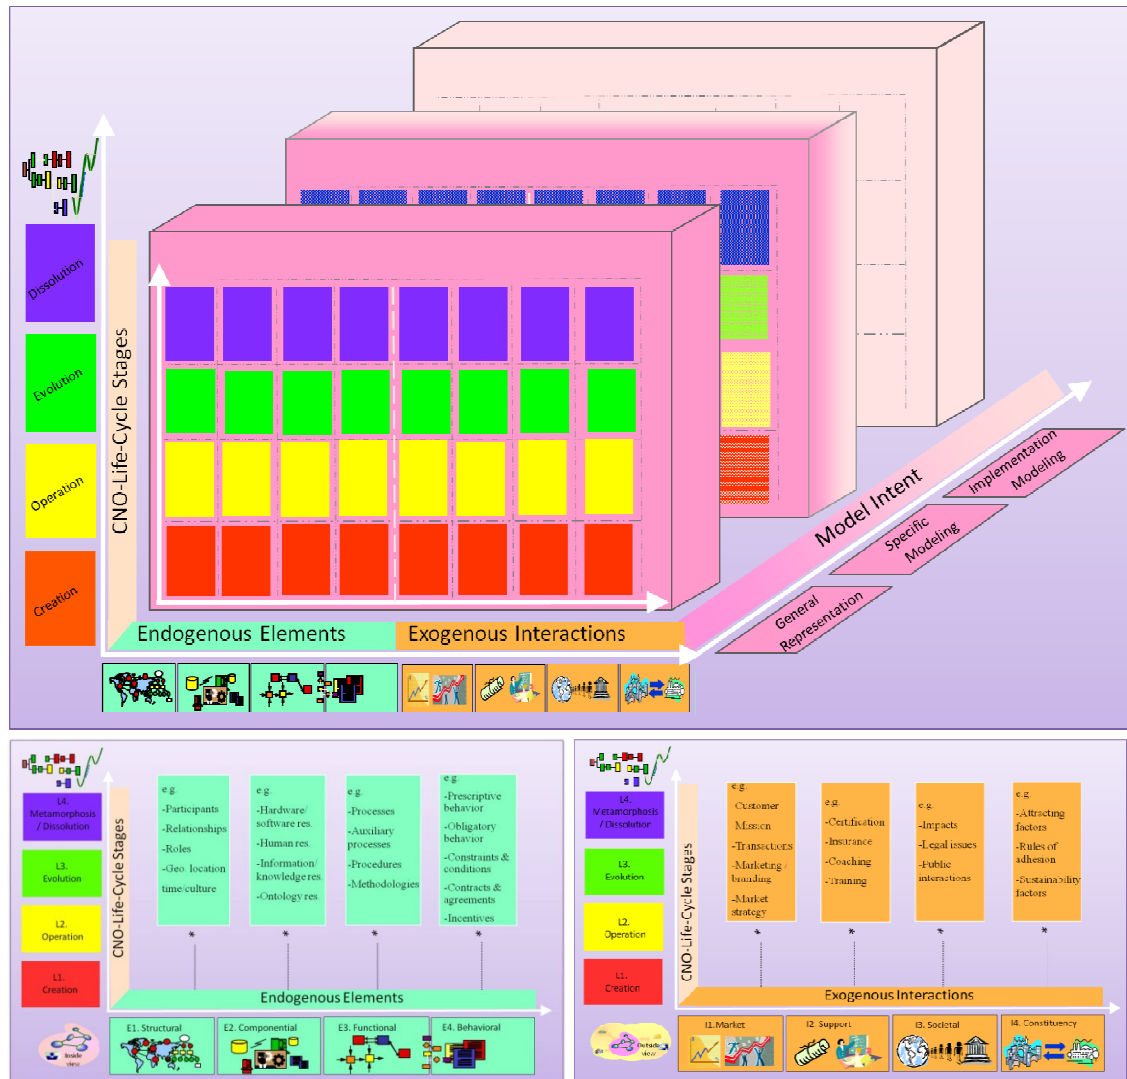 Dissolution
Evolution
Operation
Creation
CNO-Life-Cycle Stages
Endogenous Elements
Exogenous Interactions
Model Intent
General
Representation
Specific
Modeling
Implementation
Modeling
L4.
Metamorphosis
/ Dissolution
L3.
Evolution
L2.
Operation
L1.
Creation
CNO-Life-Cycle Stages
e.g.
-Participants
-Relationships
-Roles
-Geo. location
time/culture
*
e.g.
-Hardware/
software res.
-Human res.
-Information/
knowledge res.
-Ontology res.
*
e.g.
-Processes
-Auxiliary
processes
-Procedures
-Methodologies
*
e.g.
-Prescriptive
behavior
-Obligatory
behavior
-Constraints &
conditions
-Contracts &
agreements
-Incentives
*
Endogenous Elements
Inside
view
E1. Structural
E2. Componential
E3. Functional
E4. Behavioral
L4.
Metamorphosis
/ Dissolution
L3.
Evolution
L2.
Operation
L1.
Creation
CNO-Life-Cycle Stages
e.g.
-Customer
Mission
-Transactions
-Marketing /
branding
-Market
strategy
*
e.g.
-Certification
-Insurance
-Coaching
-Training
*
e.g.
-Impacts
-Legal issues
-Public
interactions
*
e.g.
-Attracting
factors
-Rules of
adhesion
-Sustainability
factors
*
Exogenous Interactions
Outside
view
I1.Market
I2. Support
I3. Societal
I4. Constituency